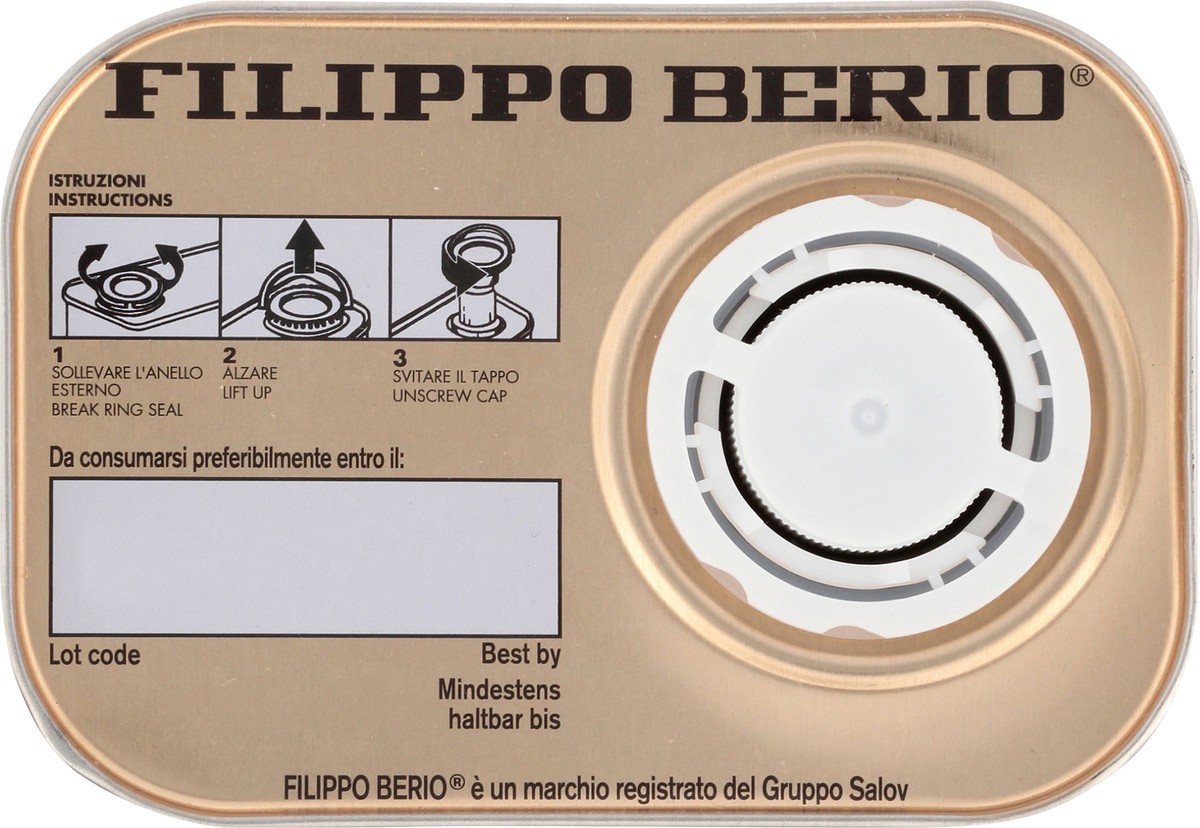 FILIPPO BERIO®
ISTRUZIONI
INSTRUCTIONS
1
SOLLEVARE L'ANELLO
ESTERNO
BREAK RING SEAL
2
ALZARE
LIFT UP
3
SVITARE IL TAPPO
UNSCREW CAP
Da consumarsi preferibilmente entro il:
Lot code
Best by
Mindestens
haltbar bis
FILIPPO BERIO® è un marchio registrato del Gruppo Salov